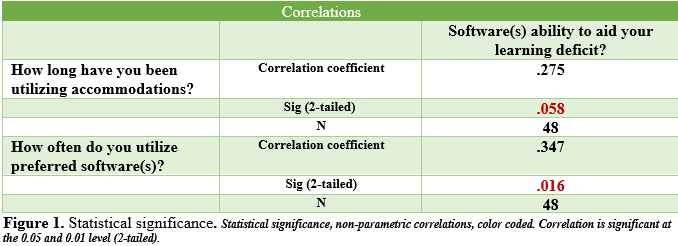 Correlations
Software(s) ability to aid your
learning deficit?
How long have you been
utilizing accommodations?
Correlation coefficient
.275
Sig (2-tailed)
.058
N
48
How often do you utilize
preferred software(s)?
Correlation coefficient
.347
Sig (2-tailed)
.016
N
48
Figure 1. Statistical significance. Statistical significance, non-parametric correlations, color coded. Correlation is significant at
the 0.05 and 0.01 level (2-tailed).